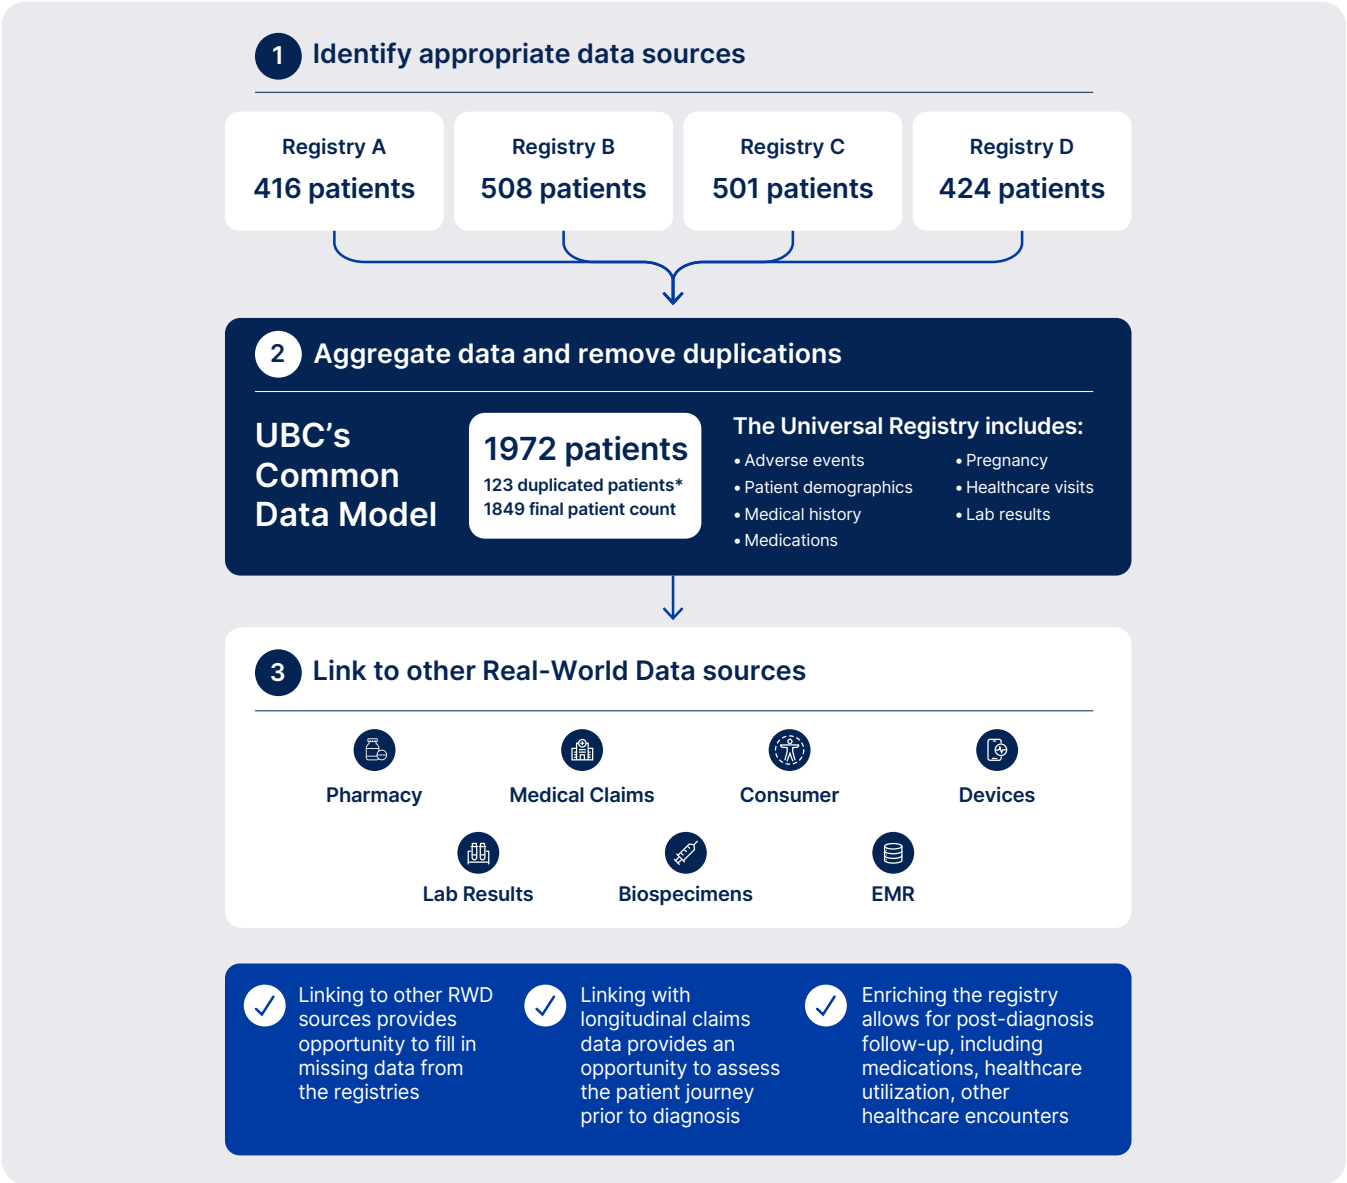 1 Identify appropriate data sources
Registry A
416 patients
Registry B
508 patients
Registry C
501 patients
Registry D
424 patients
2 Aggregate data and remove duplications
UBC’s
Common
Data Model
1972 patients
123 duplicated patients*
1849 final patient count
The Universal Registry includes:
• Adverse events
• Patient demographics
• Medical history
• Medications
• Pregnancy
• Healthcare visits
• Lab results
3 Link to other Real-World Data sources
Pharmacy
Medical Claims
Consumer
Devices
Lab Results
Biospecimens
EMR
Linking to other RWD
sources provides
opportunity to fill in
missing data from
the registries
Linking with
longitudinal claims
data provides an
opportunity to assess
the patient journey
prior to diagnosis
Enriching the registry
allows for post-diagnosis
follow-up, including
medications, healthcare
utilization, other
healthcare encounters